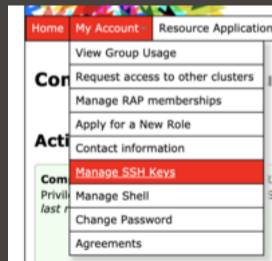 Home My Account Resource Application
View Group Usage
Request access to other clusters
Con
Manage RAP memberships
Apply for a New Role
Acti
Contact information
Manage SSH Keys
Com
Privil
Manage Shell
last r
Change Password
Agreements